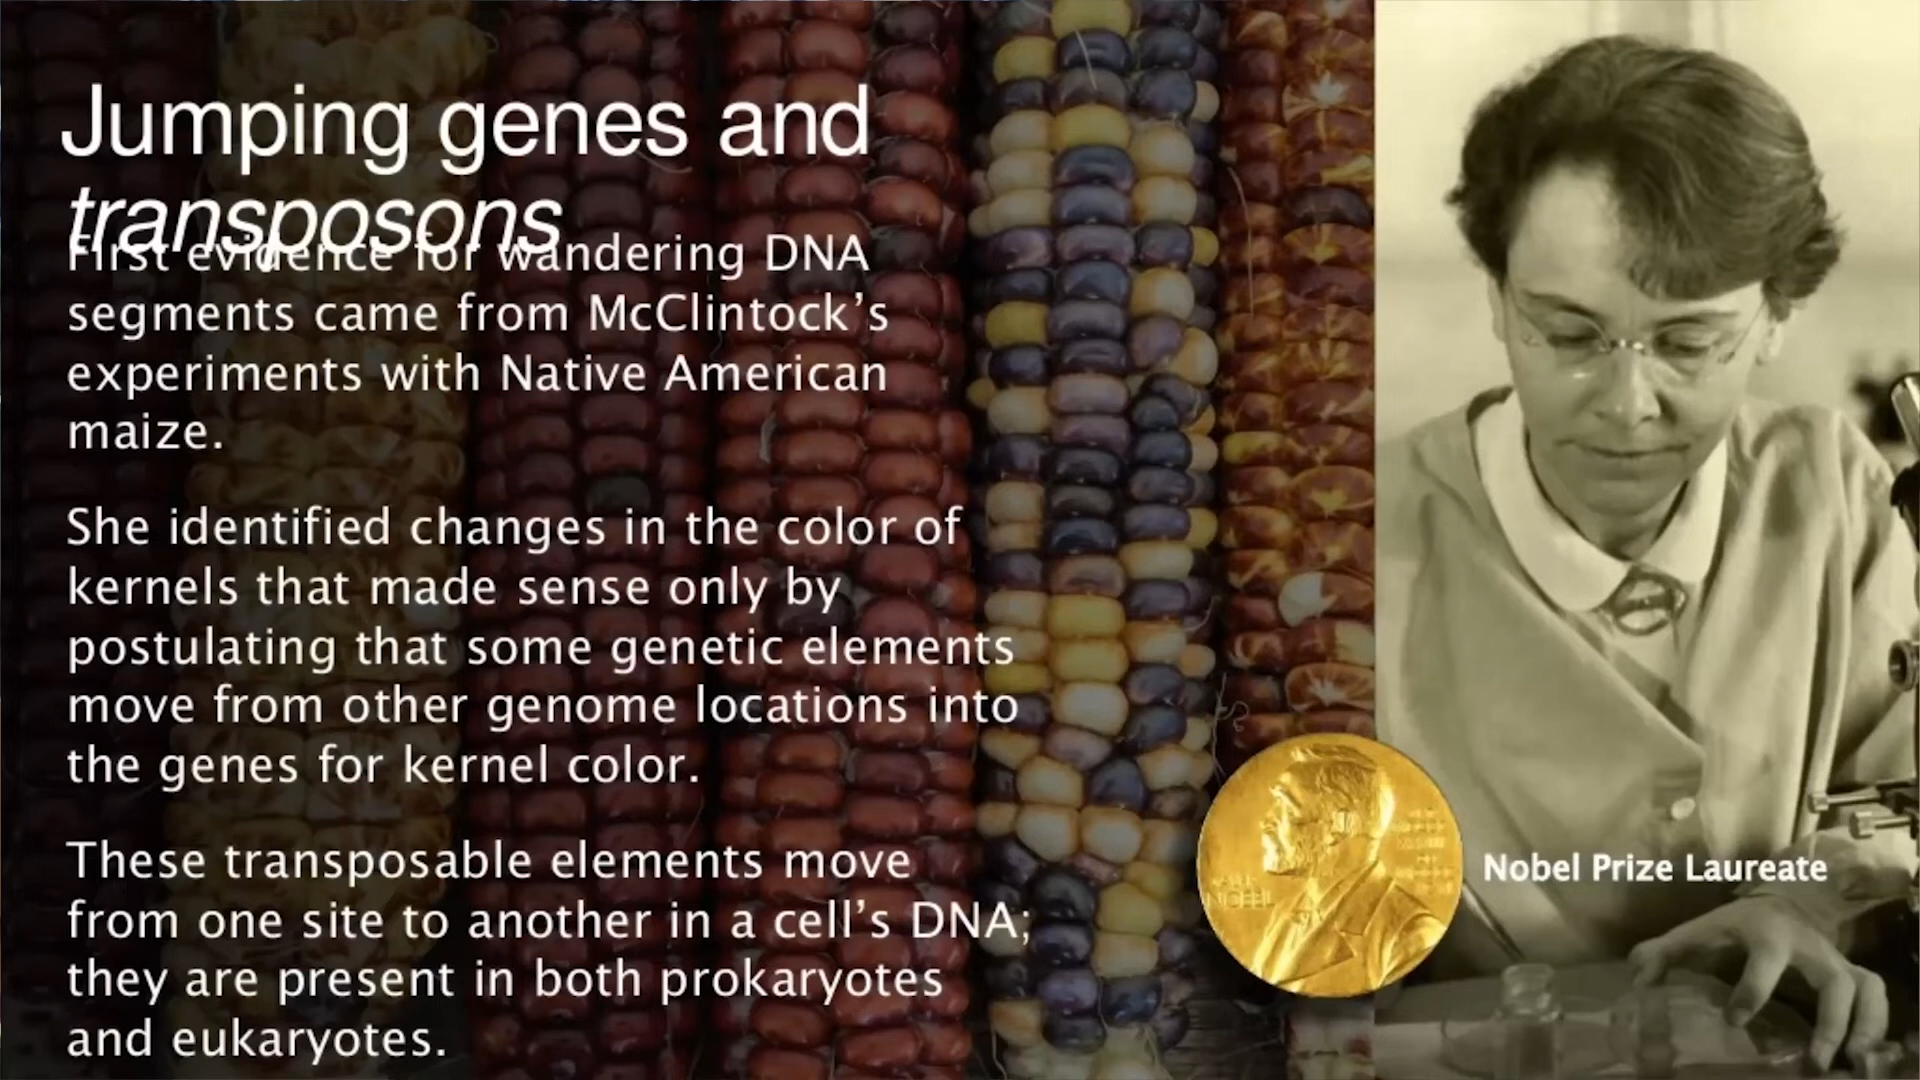 Jumping genes and
transposons
First evidence for wandering DNA
segments came from McClintock’s
experiments with Native American
maize.
She identified changes in the color of
kernels that made sense only by
postulating that some genetic elements
move from other genome locations into
the genes for kernel color.
These transposable elements move
from one site to another in a cell’s DNA;
they are present in both prokaryotes
and eukaryotes.
Nobel Prize Laureate